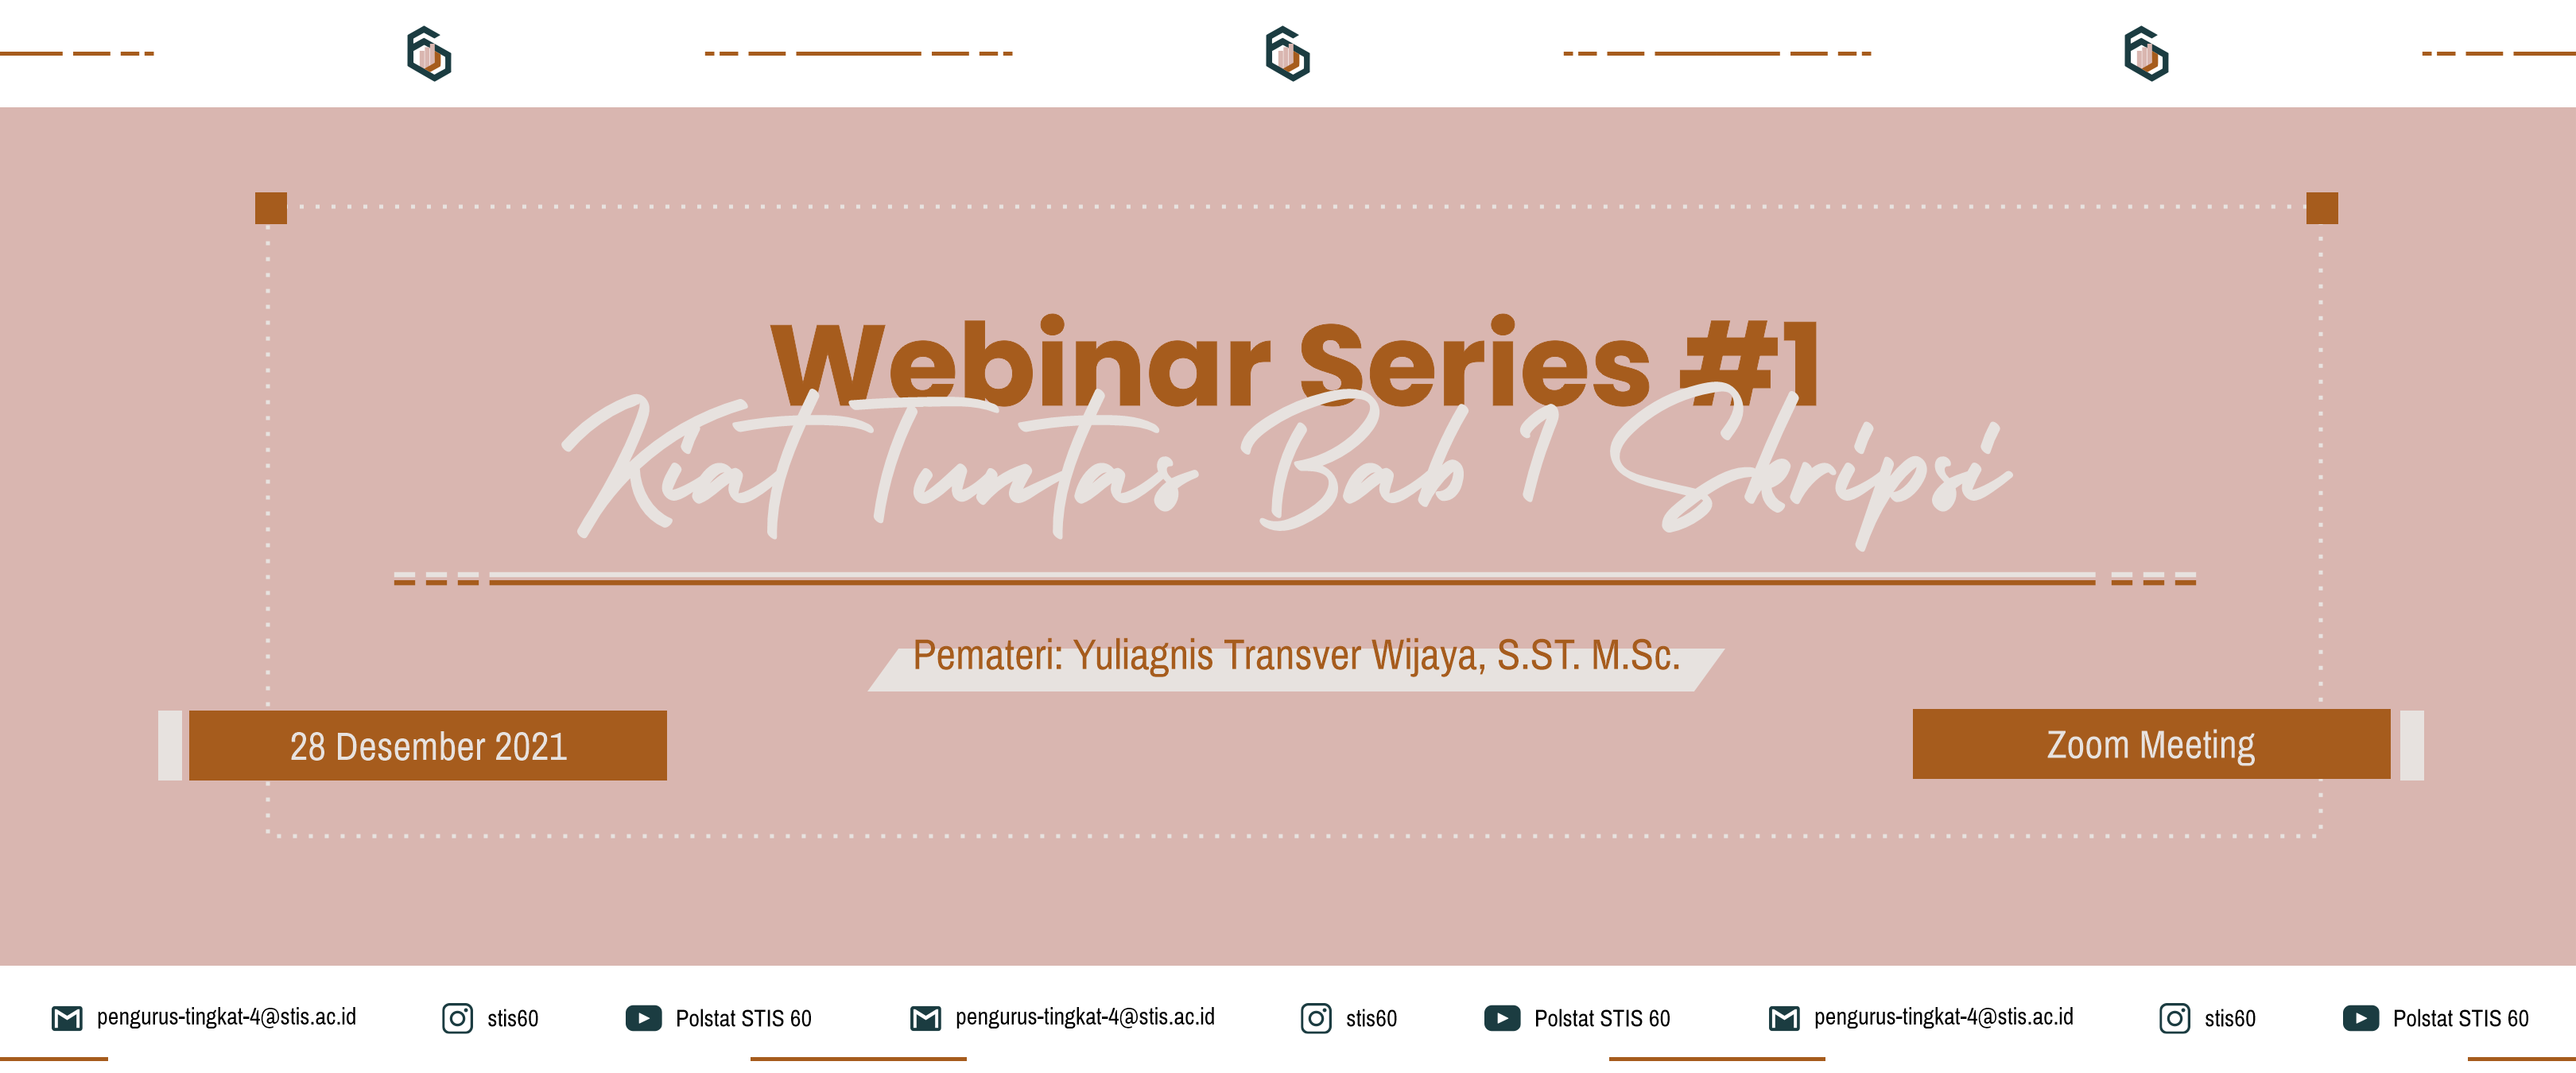 Webinar Series #1
Kiat Tuntas Bab 1 Skripsi
Pemateri: Yuliagnis Transver Wijaya, S.ST. M.Sc.
28 Desember 2021
Zoom Meeting
pengurus-tingkat-4@stis.ac.id stis60 Polstat STIS 60 pengurus-tingkat-4@stis.ac.id stis60 Polstat STIS 60 pengurus-tingkat-4@stis.ac.id stis60 Polstat STIS 60